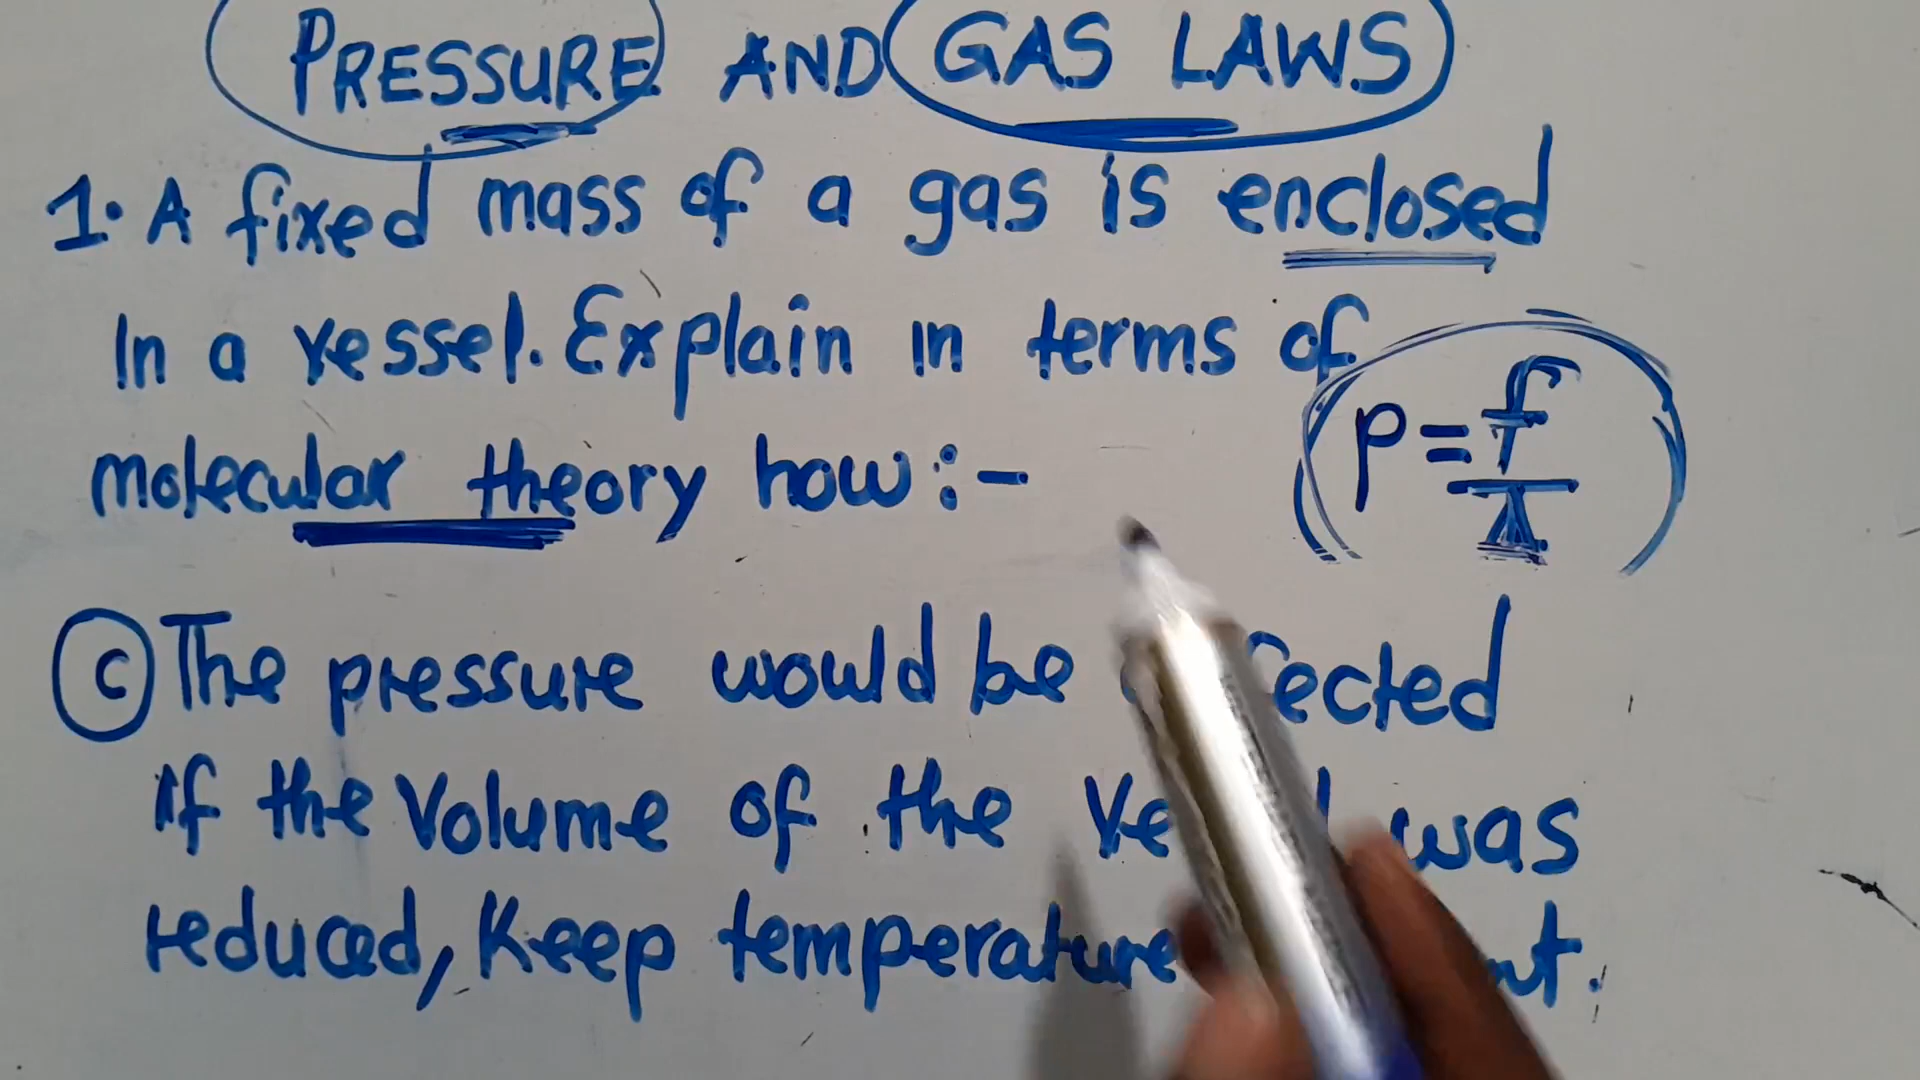 PRESSURE AND GAS LAWS
1. A fixed mass of a gas is enclosed
In a vessel. Explain in terms of
P = f/A
molecular theory how:-
C The pressure would be
if the Volume of the was
reduced, Keep temperature